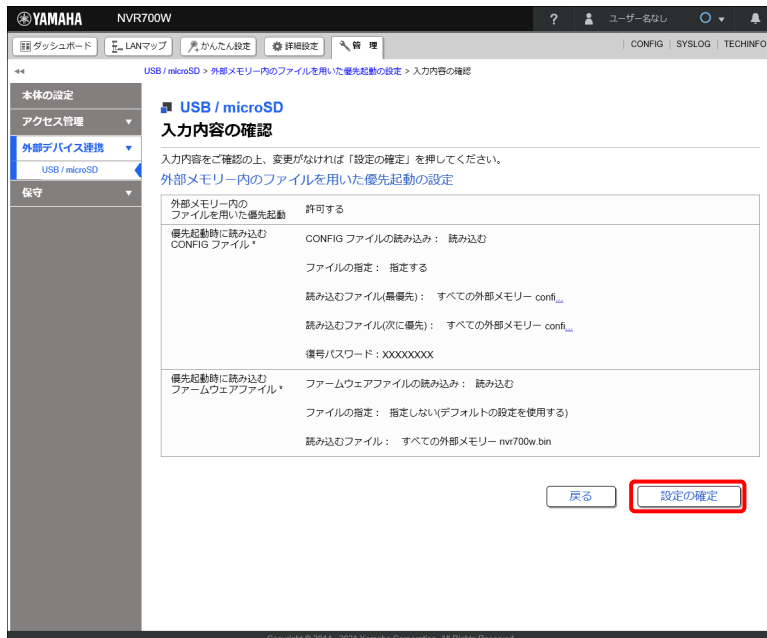 YAMAHA NVR700W ? ユーザー名なし
ダッシュボード LANマップ かんたん設定 詳細設定 管 理 CONFIG SYSLOG TECHINFO
USB / microSD > 外部メモリー内のファイルを用いた優先起動の設定 > 入力内容の確認
本体の設定
アクセス管理
外部デバイス連携
USB / microSD
保守
USB / microSD
入力内容の確認
入力内容をご確認の上、変更がなければ「設定の確定」を押してください。
外部メモリー内のファイルを用いた優先起動の設定
外部メモリー内の
ファイルを用いた優先起動
許可する
優先起動時に読み込む
CONFIG ファイル *
CONFIG ファイルの読み込み： 読み込む
ファイルの指定： 指定する
読み込むファイル(最優先)： すべての外部メモリー confi...
読み込むファイル(次に優先)： すべての外部メモリー confi...
復号パスワード：XXXXXXXX
優先起動時に読み込む
ファームウェアファイル *
ファームウェアファイルの読み込み： 読み込む
ファイルの指定： 指定しない(デフォルトの設定を使用する)
読み込むファイル： すべての外部メモリー nvr700w.bin
戻る 設定の確定
Copyright © 2014 - 2021 Yamaha Corporation. All Rights Reserved.